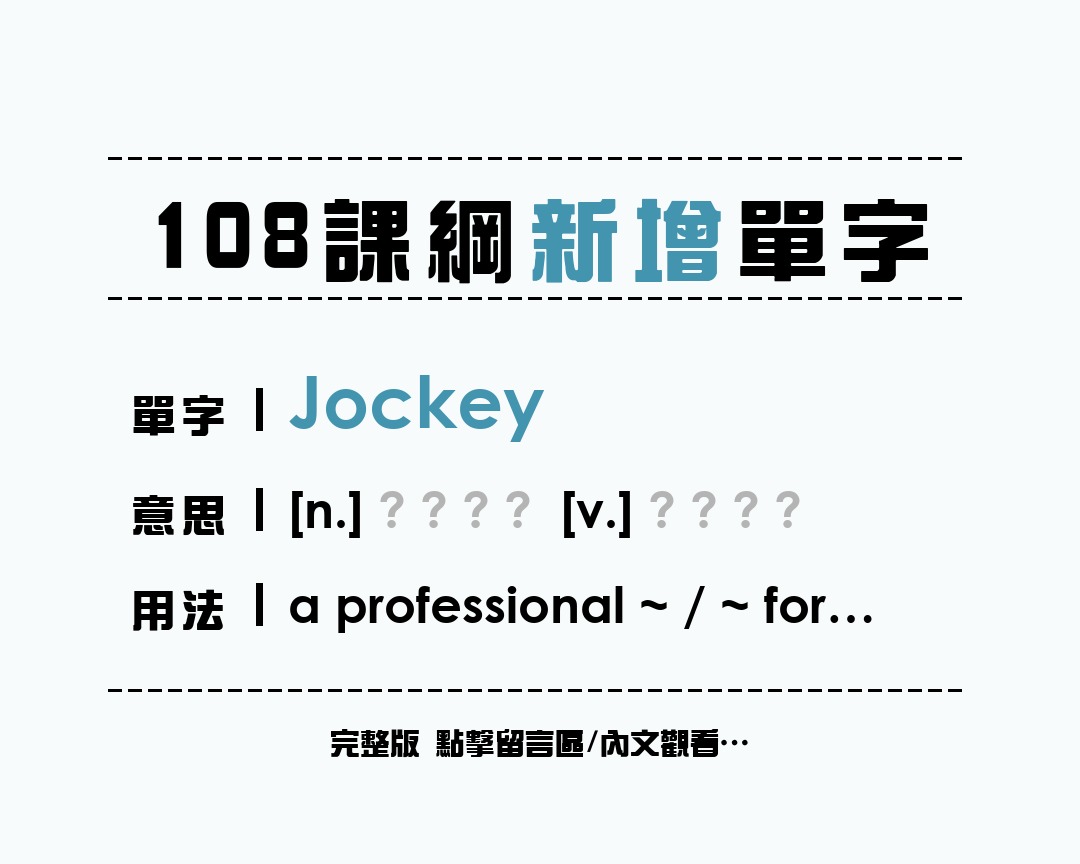 108課綱新增單字
單字 | Jockey
意思 | [n.] ???? [v.] ????
用法 | a professional ~ / ~ for…
完整版 點擊留言區/內文觀看…